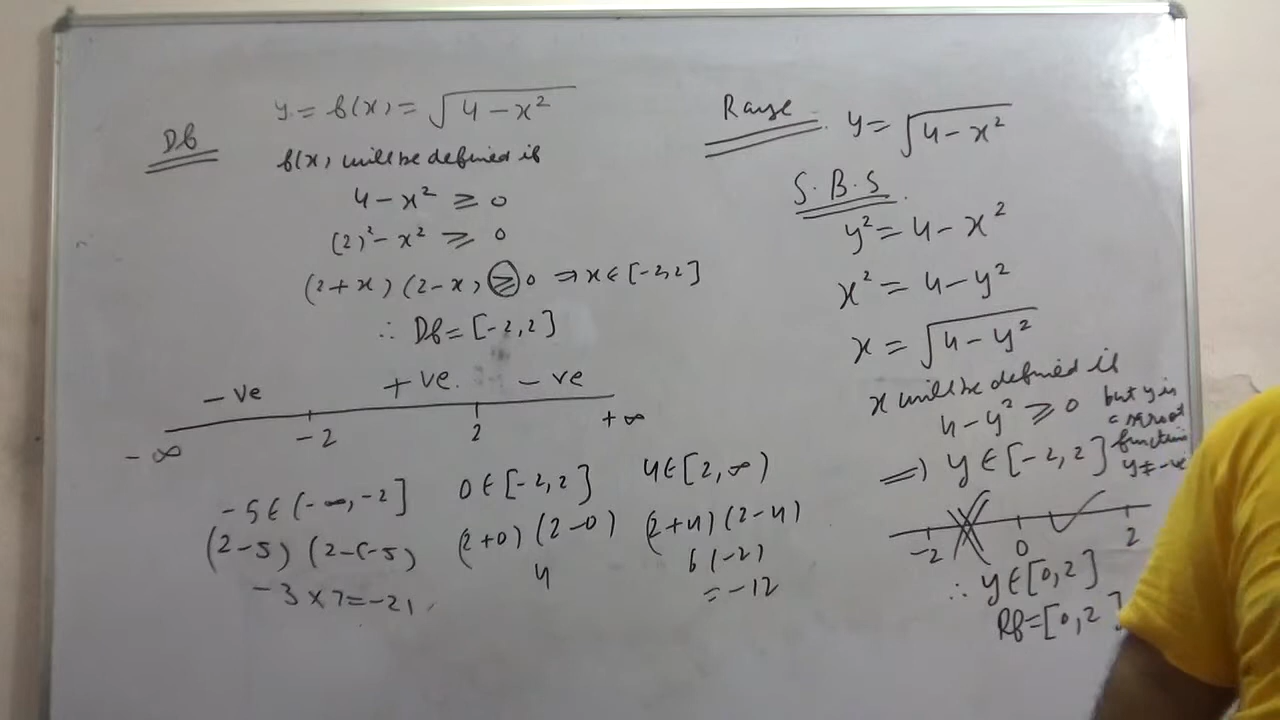 y = f(x) = √4 - x²
Df
f(x) will be defined if
4 - x² ≥ 0
(2)² - x² ≥ 0
(2+x) (2-x) ≥ 0 ⇒ x ∈ [-2,2]
∴ Df = [-2,2]
-ve +ve. -ve
-∞ -2 2 +∞
-5 ∈ (-∞, -2] 0 ∈ [-2,2] 4 ∈ [2, ∞)
(2-5) (2-(-5) (2+0) (2-0) (2+4) (2-4)
-3 × 7 = -21 4 6 (-2)
= -12
Range
y = √4 - x²
S.B.S
y² = 4 - x²
x² = 4 - y²
x = √4 - y²
x will be defined if
4 - y² ≥ 0
⇒ y ∈ [-2,2]
but y is
function
y ≠ -ve
-2 0 2
∴ y ∈ [0,2]
Rf = [0,2]